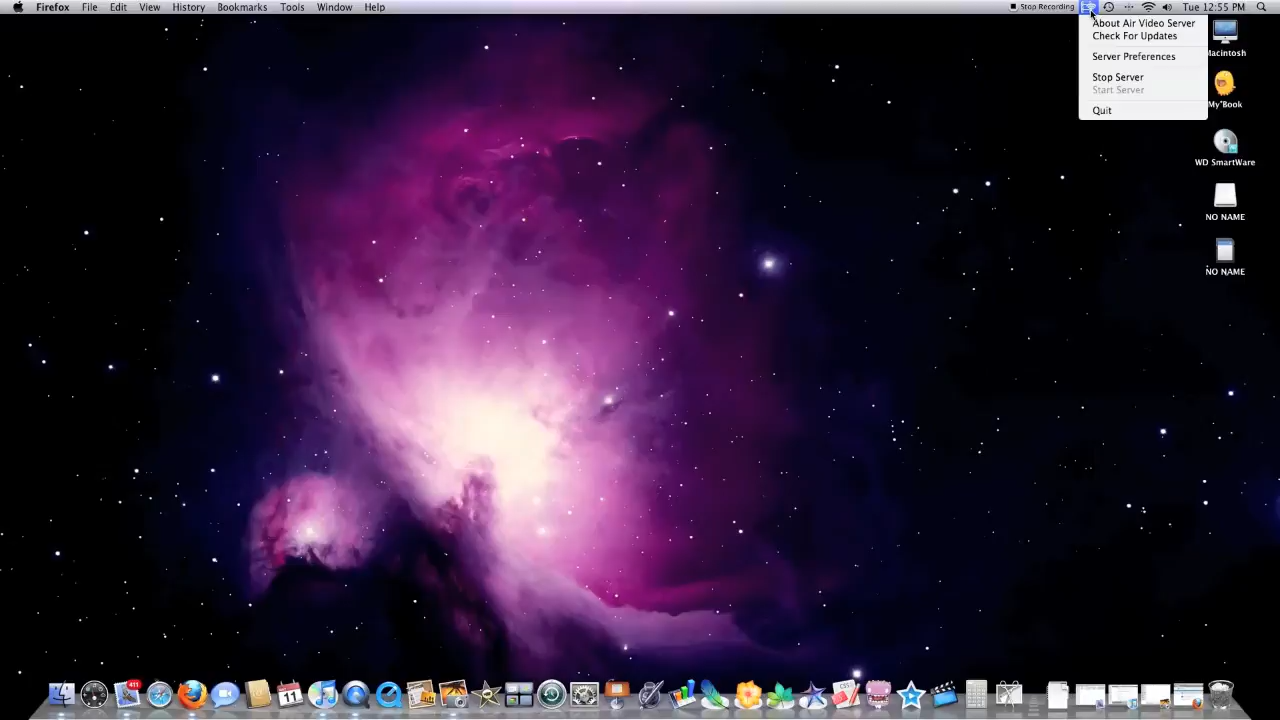 Firefox File Edit View History Bookmarks Tools Window Help Stop Recording Tue 12:55 PM
About Air Video Server
Check For Updates
Server Preferences
Stop Server
Start Server
Quit
Macintosh
My Book
WD SmartWare
NO NAME
NO NAME
411
11